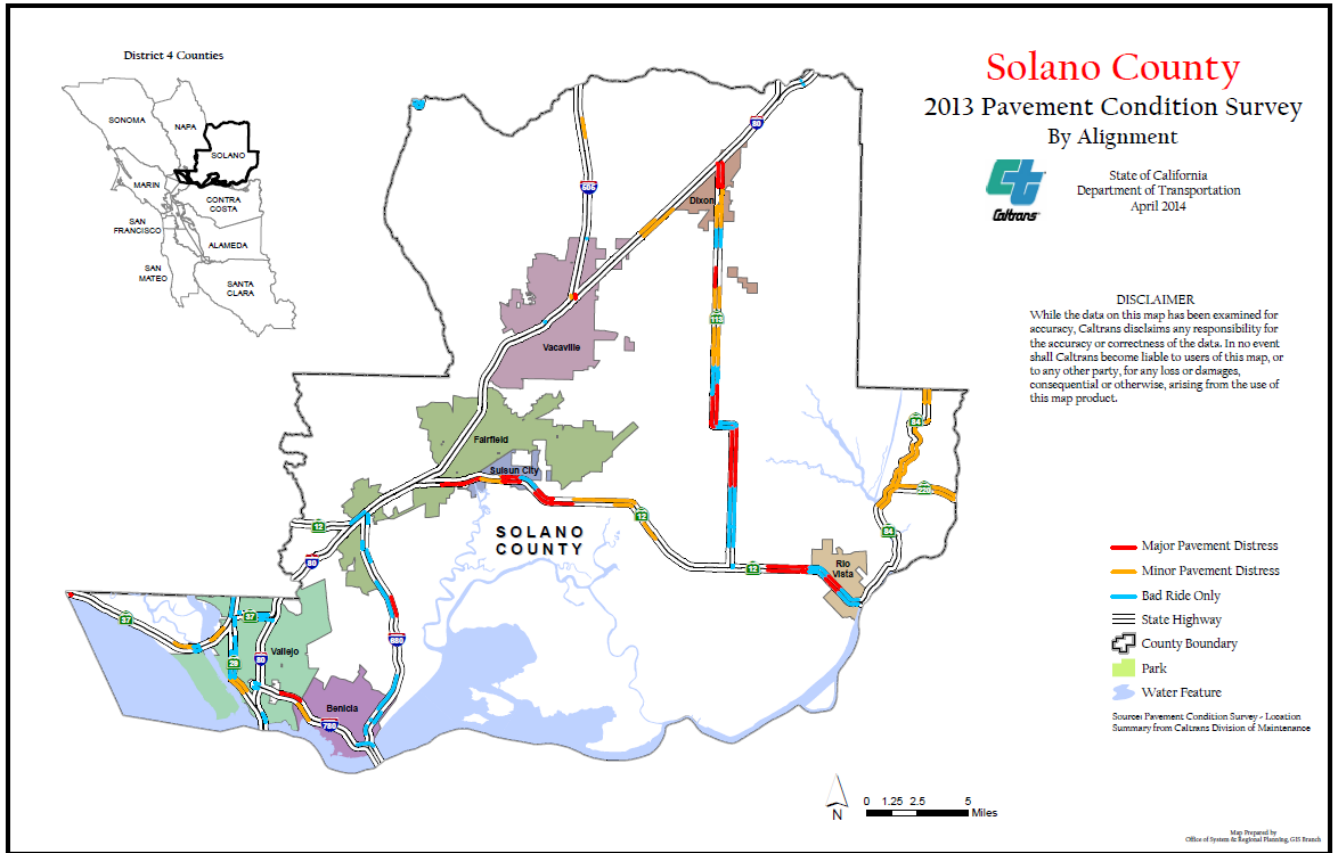 District 4 Counties
SONOMA
NAPA
SOLANO
MARIN
CONTRA
COSTA
SAN
FRANCISCO
ALAMEDA
SAN
MATEO
SANTA
CLARA
Solano County
2013 Pavement Condition Survey
By Alignment
Caltrans
State of California
Department of Transportation
April 2014
DISCLAIMER
While the data on this map has been examined for
accuracy, Caltrans disclaims any responsibility for
the accuracy or correctness of the data. In no event
shall Caltrans become liable to users of this map, or
to any other party, for any loss or damages,
consequential or otherwise, arising from the use of
this map product.
80
505
Dixon
113
Vacaville
84
Fairfield
Suisun City
220
12
SOLANO
COUNTY
12
84
80
12
Rio
Vista
37
37
680
29
80
Vallejo
Benicia
780
Major Pavement Distress
Minor Pavement Distress
Bad Ride Only
State Highway
County Boundary
Park
Water Feature
Source: Pavement Condition Survey - Location
Summary from Caltrans Division of Maintenance
N
0 1.25 2.5 5
Miles
Map Prepared by
Office of System & Regional Planning, GIS Branch